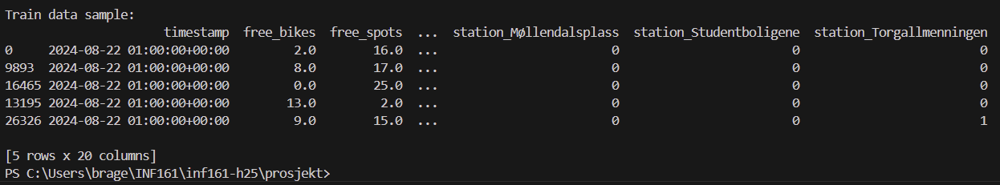 Train data sample:
timestamp free_bikes free_spots ... station_Møllendalsplass station_Studentboligene station_Torgallmenningen
0 2024-08-22 01:00:00+00:00 2.0 16.0 ... 0 0 0
9893 2024-08-22 01:00:00+00:00 8.0 17.0 ... 0 0 0
16465 2024-08-22 01:00:00+00:00 0.0 25.0 ... 0 0 0
13195 2024-08-22 01:00:00+00:00 13.0 2.0 ... 0 0 0
26326 2024-08-22 01:00:00+00:00 9.0 15.0 ... 0 0 1
[5 rows x 20 columns]
PS C:\Users\brage\INF161\inf161-h25\prosjekt>